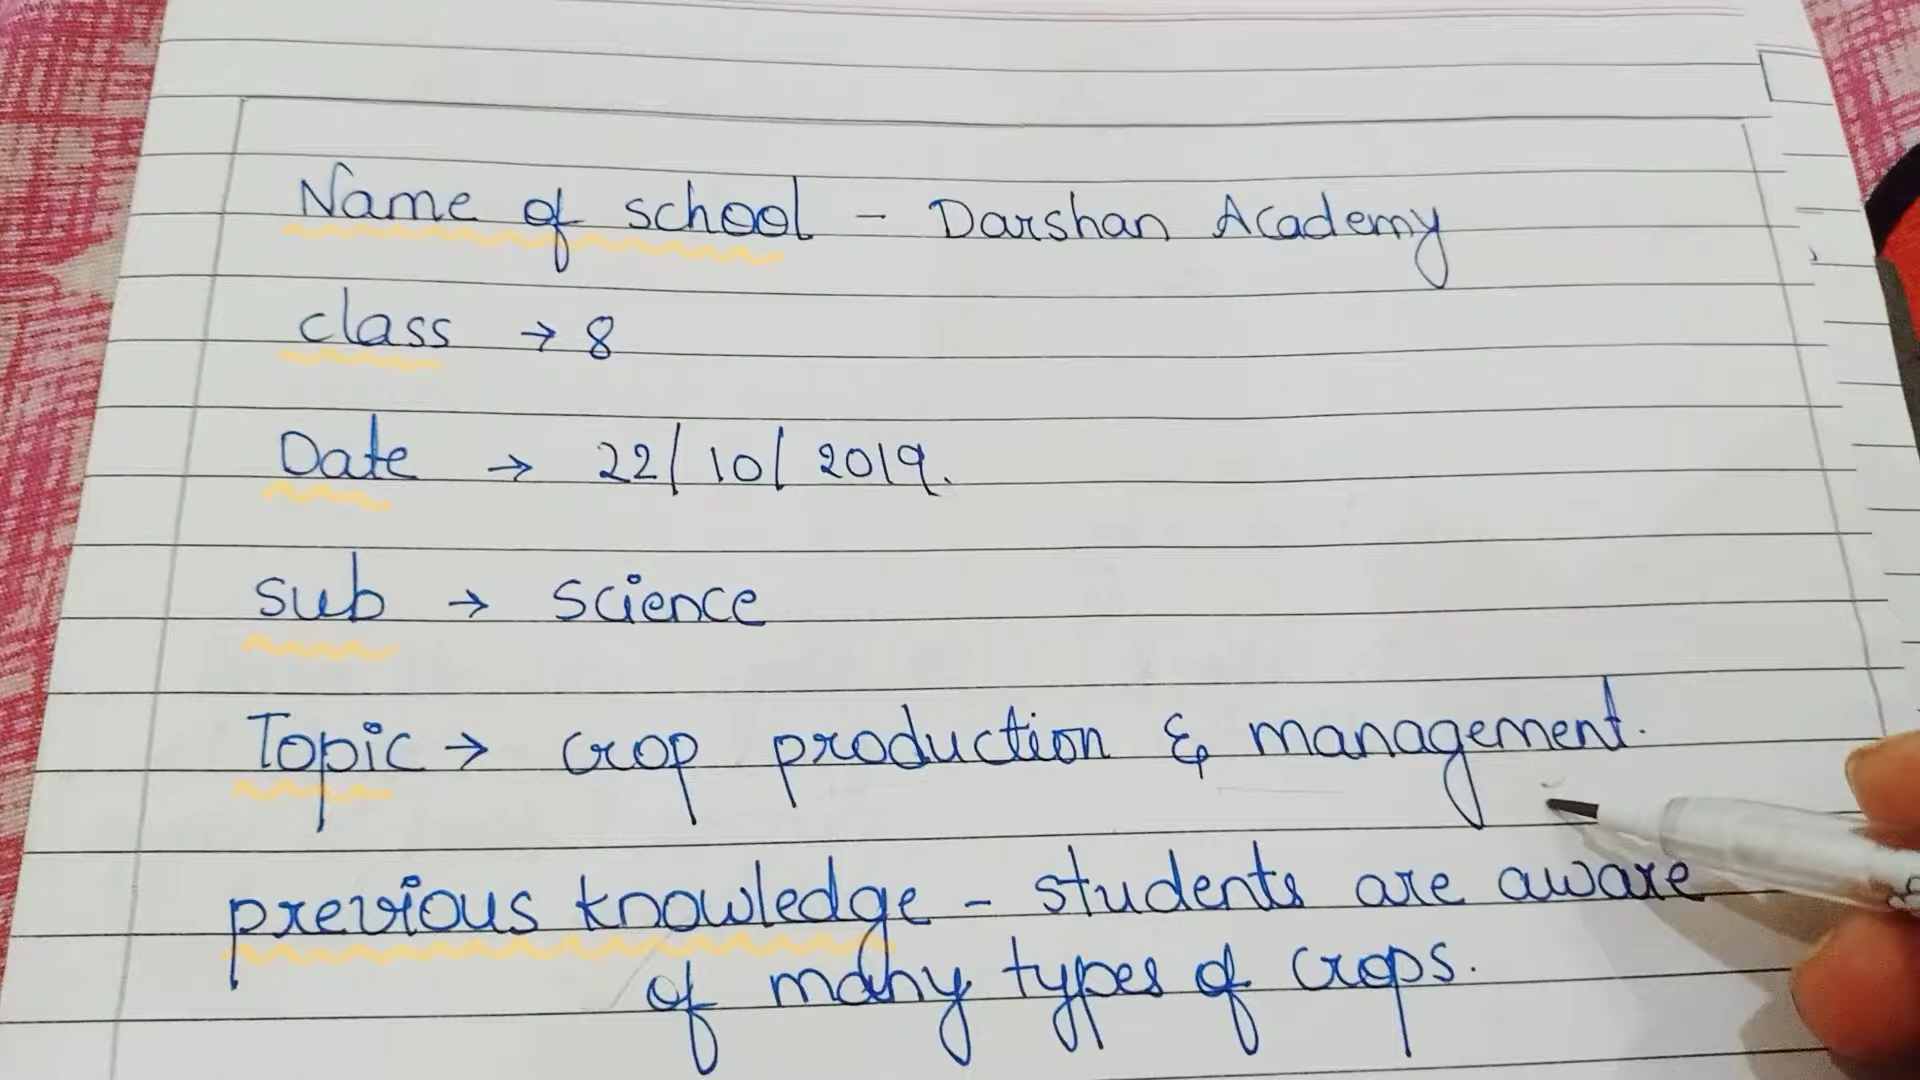 Name of school - Darshan Academy
class → 8
Date → 22/10/2019.
sub → science
Topic → crop production & management.
previous knowledge - students are aware
of many types of crops.